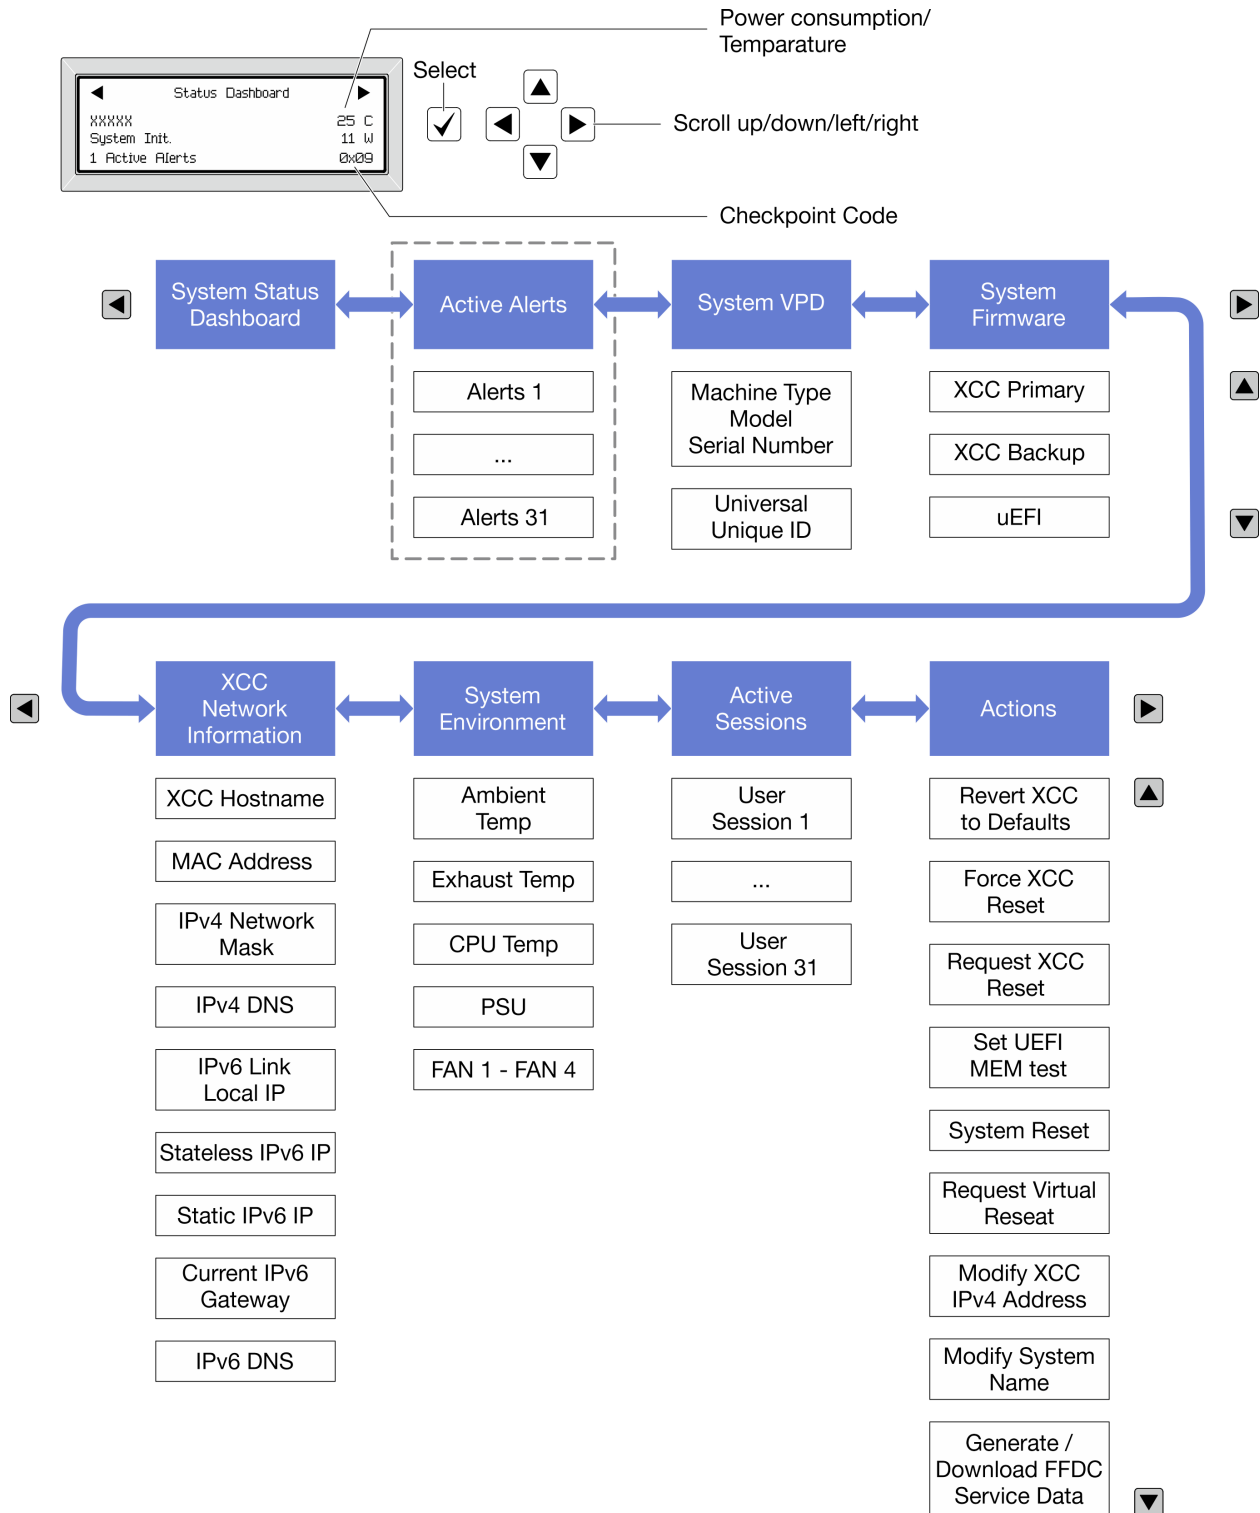 Power consumption/
Temparature
Select
Status Dashboard
XXXXX 25 C
System Init. 11 W
1 Active Alerts 0x09
Scroll up/down/left/right
Checkpoint Code
System Status
Dashboard
Active Alerts
System VPD
System
Firmware
Alerts 1
...
Alerts 31
Machine Type
Model
Serial Number
Universal
Unique ID
XCC Primary
XCC Backup
uEFI
XCC
Network
Information
System
Environment
Active
Sessions
Actions
XCC Hostname
MAC Address
IPv4 Network
Mask
IPv4 DNS
IPv6 Link
Local IP
Stateless IPv6 IP
Static IPv6 IP
Current IPv6
Gateway
IPv6 DNS
Ambient
Temp
Exhaust Temp
CPU Temp
PSU
FAN 1 - FAN 4
User
Session 1
...
User
Session 31
Revert XCC
to Defaults
Force XCC
Reset
Request XCC
Reset
Set UEFI
MEM test
System Reset
Request Virtual
Reseat
Modify XCC
IPv4 Address
Modify System
Name
Generate /
Download FFDC
Service Data